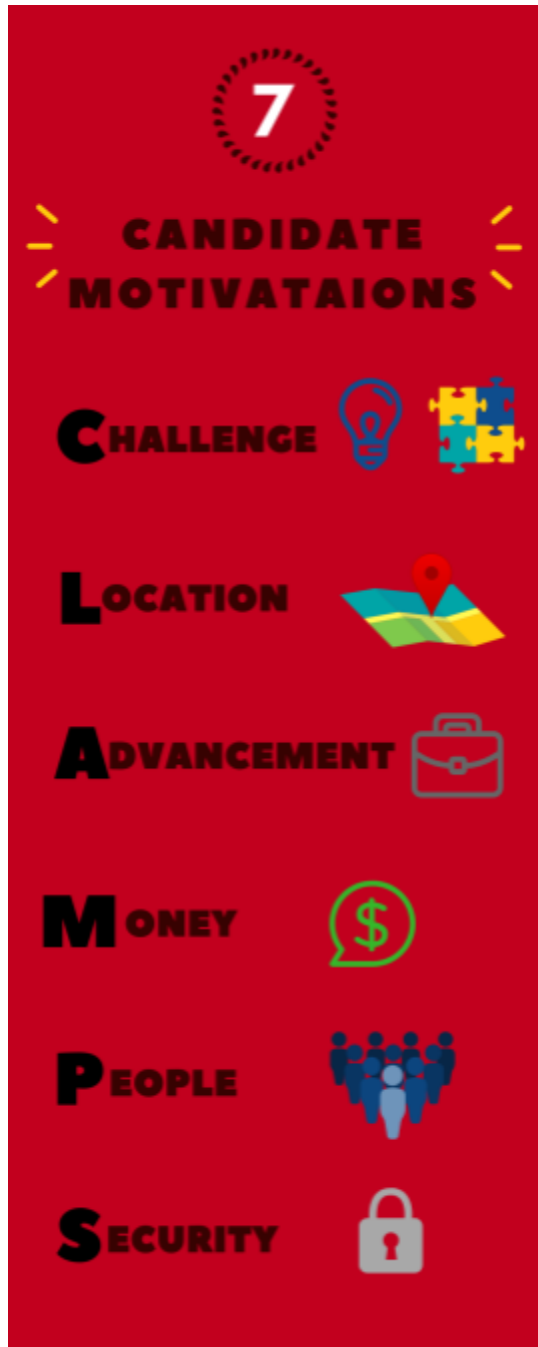 7
CANDIDATE
MOTIVATAIONS
CHALLENGE
LOCATION
ADVANCEMENT
MONEY
$
PEOPLE
SECURITY